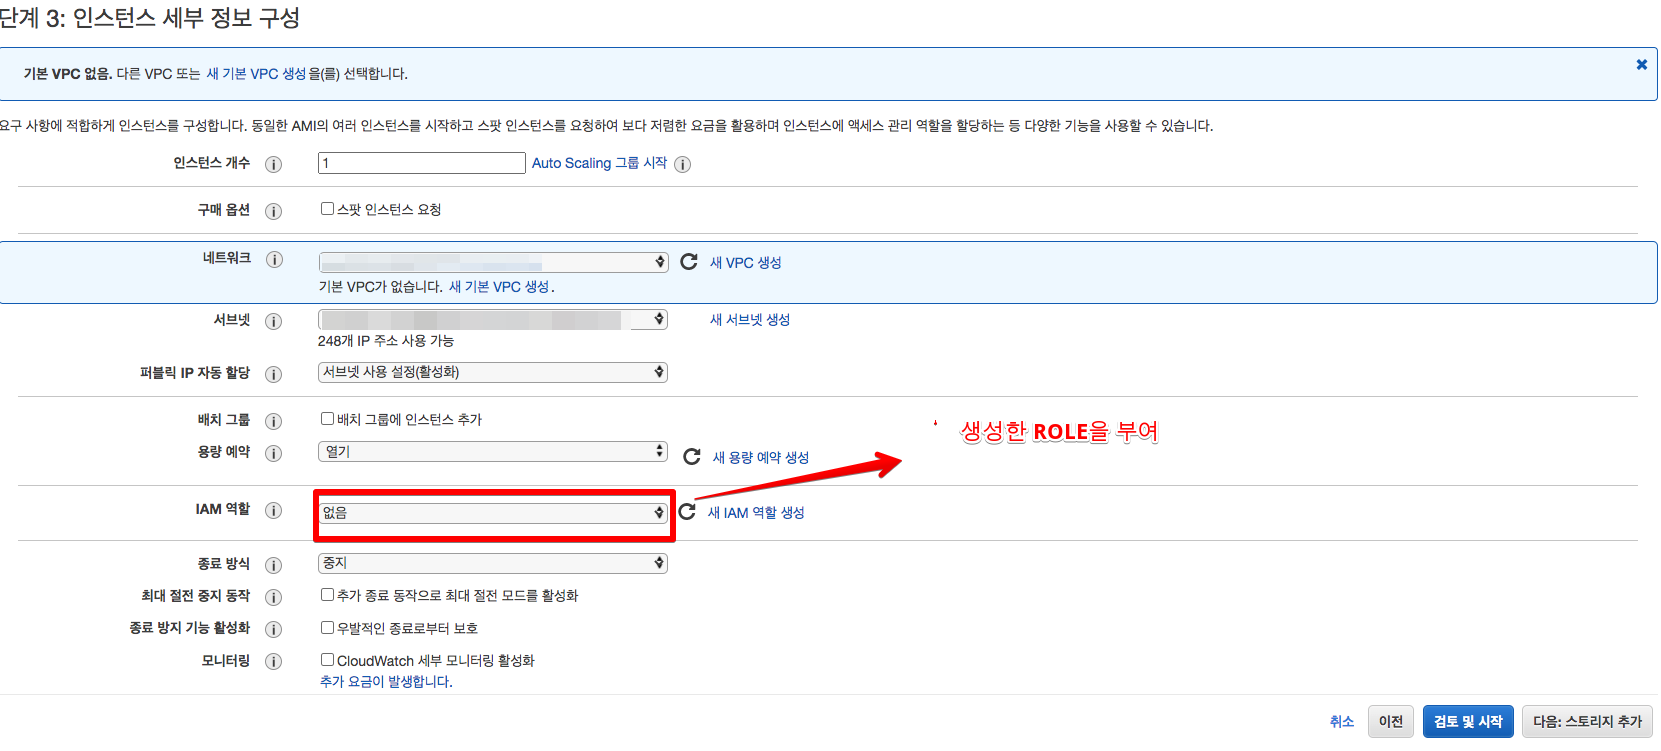 단계 3: 인스턴스 세부 정보 구성
기본 VPC 없음. 다른 VPC 또는 새 기본 VPC 생성을(를) 선택합니다.
요구 사항에 적합하게 인스턴스를 구성합니다. 동일한 AMI의 여러 인스턴스를 시작하고 스팟 인스턴스를 요청하여 보다 저렴한 요금을 활용하며 인스턴스에 액세스 관리 역할을 할당하는 등 다양한 기능을 사용할 수 있습니다.
인스턴스 개수 1 Auto Scaling 그룹 시작
구매 옵션 스팟 인스턴스 요청
네트워크 새 VPC 생성
기본 VPC가 없습니다. 새 기본 VPC 생성.
서브넷 새 서브넷 생성
248개 IP 주소 사용 가능
퍼블릭 IP 자동 할당 서브넷 사용 설정(활성화)
배치 그룹 배치 그룹에 인스턴스 추가
생성한 ROLE을 부여
용량 예약 열기 새 용량 예약 생성
IAM 역할 없음 새 IAM 역할 생성
종료 방식 중지
최대 절전 중지 동작 추가 종료 동작으로 최대 절전 모드를 활성화
종료 방지 기능 활성화 우발적인 종료로부터 보호
모니터링 CloudWatch 세부 모니터링 활성화
추가 요금이 발생합니다.
취소 이전 검토 및 시작 다음: 스토리지 추가